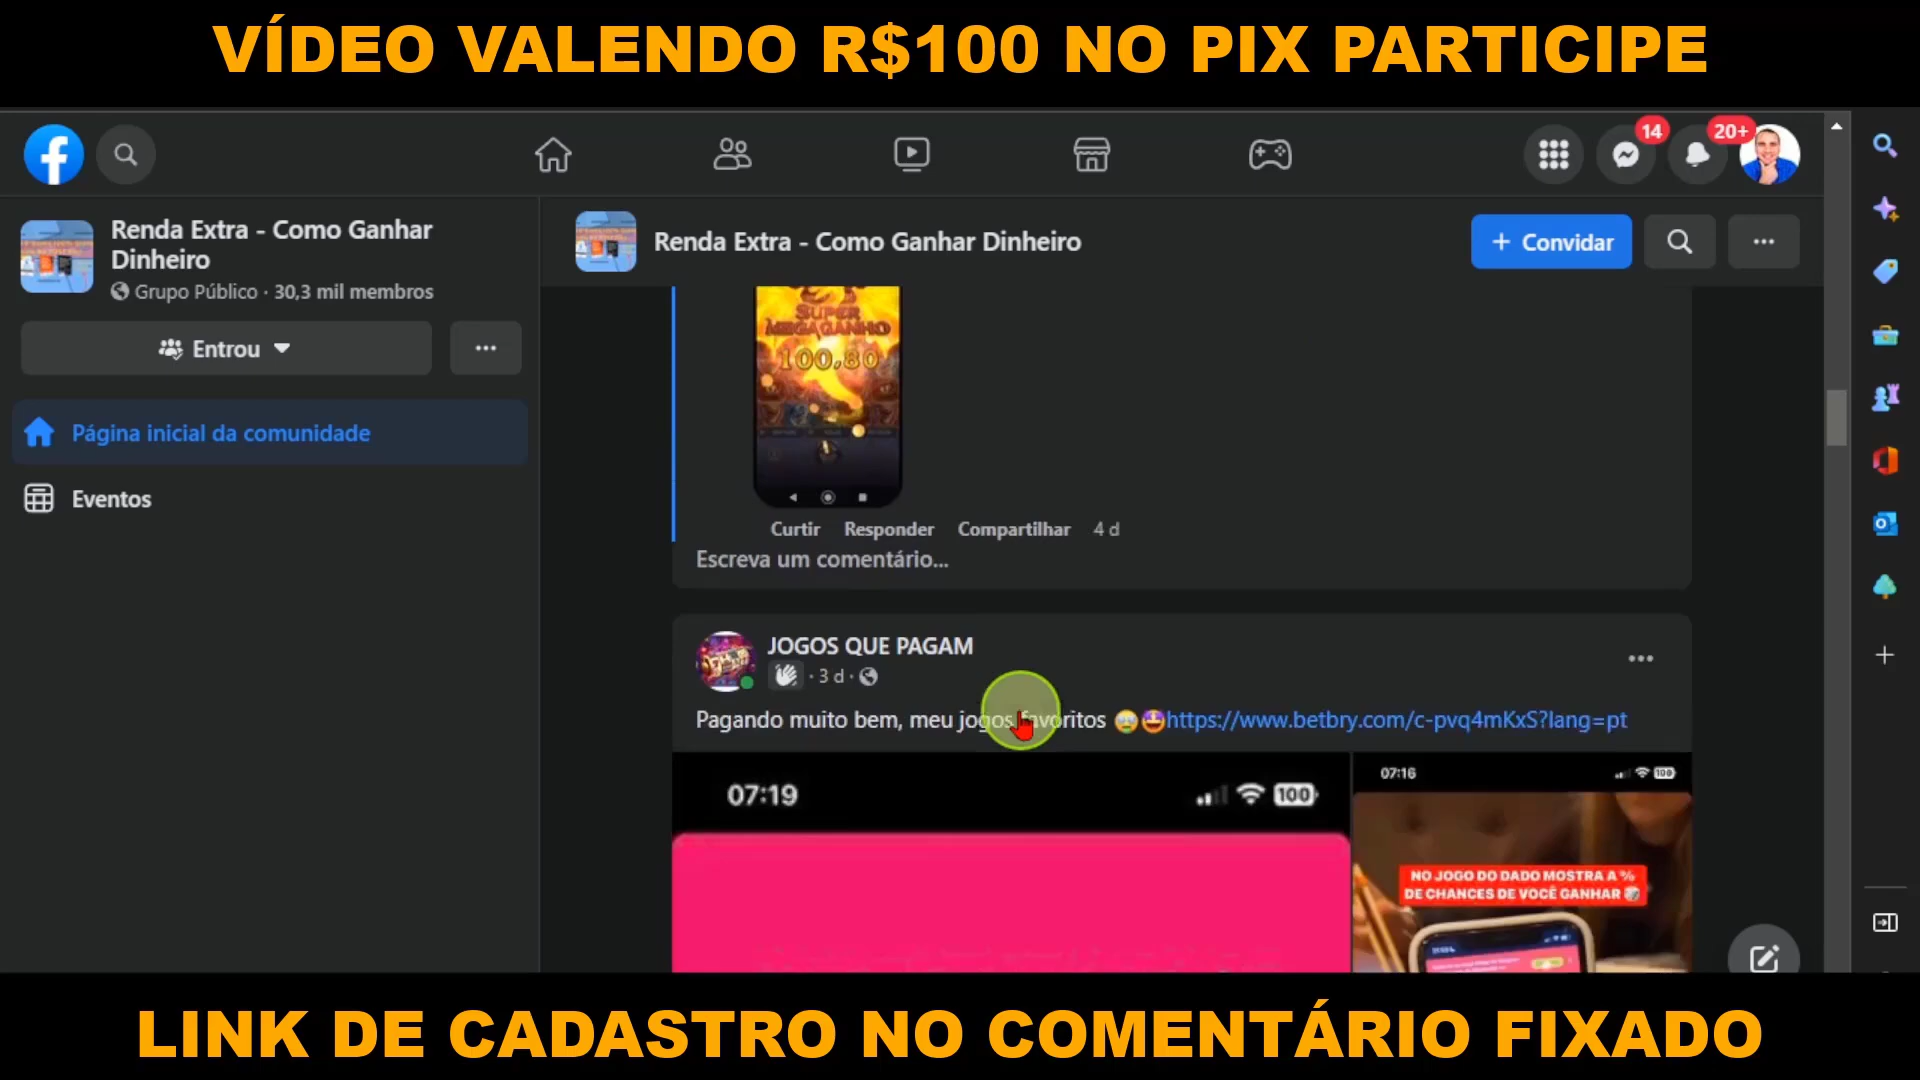 VÍDEO VALENDO R$100 NO PIX PARTICIPE
14
20+
Renda Extra - Como Ganhar
Dinheiro
Grupo Público · 30,3 mil membros
Entrou
Página inicial da comunidade
Eventos
Renda Extra - Como Ganhar Dinheiro
+ Convidar
SUPER
MEGAGANHO
100,80
Curtir Responder Compartilhar 4 d
Escreva um comentário...
JOGOS QUE PAGAM
· 3 d ·
Pagando muito bem, meu jogos favoritos 😪🤩https://www.betbry.com/c-pvq4mKxS?lang=pt
07:19
100
07:16
100
NO JOGO DO DADO MOSTRA A %
DE CHANCES DE VOCÊ GANHAR 🎲
LINK DE CADASTRO NO COMENTÁRIO FIXADO